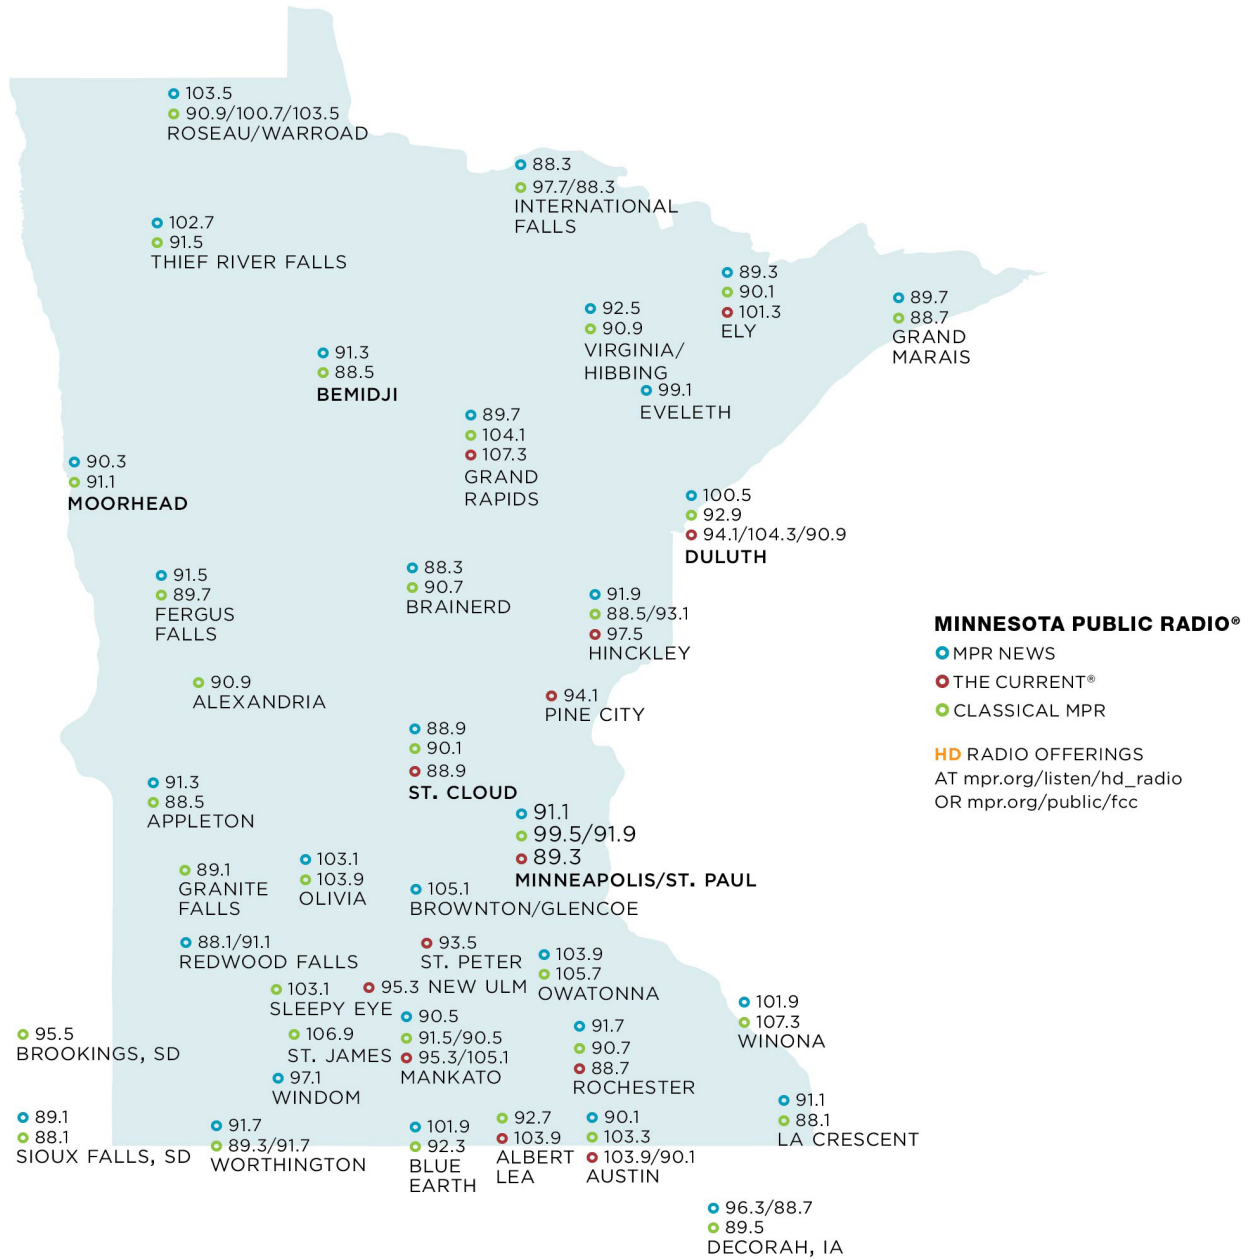 103.5
90.9/100.7/103.5
ROSEAU/WARROAD
88.3
97.7/88.3
INTERNATIONAL
FALLS
102.7
91.5
THIEF RIVER FALLS
89.3
90.1
101.3
ELY
89.7
88.7
GRAND
MARAIS
92.5
90.9
VIRGINIA/
HIBBING
91.3
88.5
BEMIDJI
99.1
EVELETH
89.7
104.1
107.3
GRAND
RAPIDS
90.3
91.1
MOORHEAD
100.5
92.9
94.1/104.3/90.9
DULUTH
91.5
89.7
FERGUS
FALLS
88.3
90.7
BRAINERD
91.9
88.5/93.1
97.5
HINCKLEY
MINNESOTA PUBLIC RADIO®
MPR NEWS
THE CURRENT®
CLASSICAL MPR
HD RADIO OFFERINGS
AT mpr.org/listen/hd_radio
OR mpr.org/public/fcc
90.9
ALEXANDRIA
94.1
PINE CITY
88.9
90.1
88.9
ST. CLOUD
91.3
88.5
APPLETON
91.1
99.5/91.9
89.3
MINNEAPOLIS/ST. PAUL
89.1
GRANITE
FALLS
103.1
103.9
OLIVIA
105.1
BROWNTON/GLENCOE
88.1/91.1
REDWOOD FALLS
93.5
ST. PETER
103.9
105.7
OWATONNA
103.1
SLEEPY EYE
95.3 NEW ULM
101.9
107.3
WINONA
95.5
BROOKINGS, SD
106.9
ST. JAMES
90.5
91.5/90.5
95.3/105.1
MANKATO
91.7
90.7
88.7
ROCHESTER
97.1
WINDOM
91.1
88.1
LA CRESCENT
89.1
88.1
SIOUX FALLS, SD
91.7
89.3/91.7
WORTHINGTON
101.9
92.3
BLUE
EARTH
92.7
103.9
ALBERT
LEA
90.1
103.3
103.9/90.1
AUSTIN
96.3/88.7
89.5
DECORAH, IA